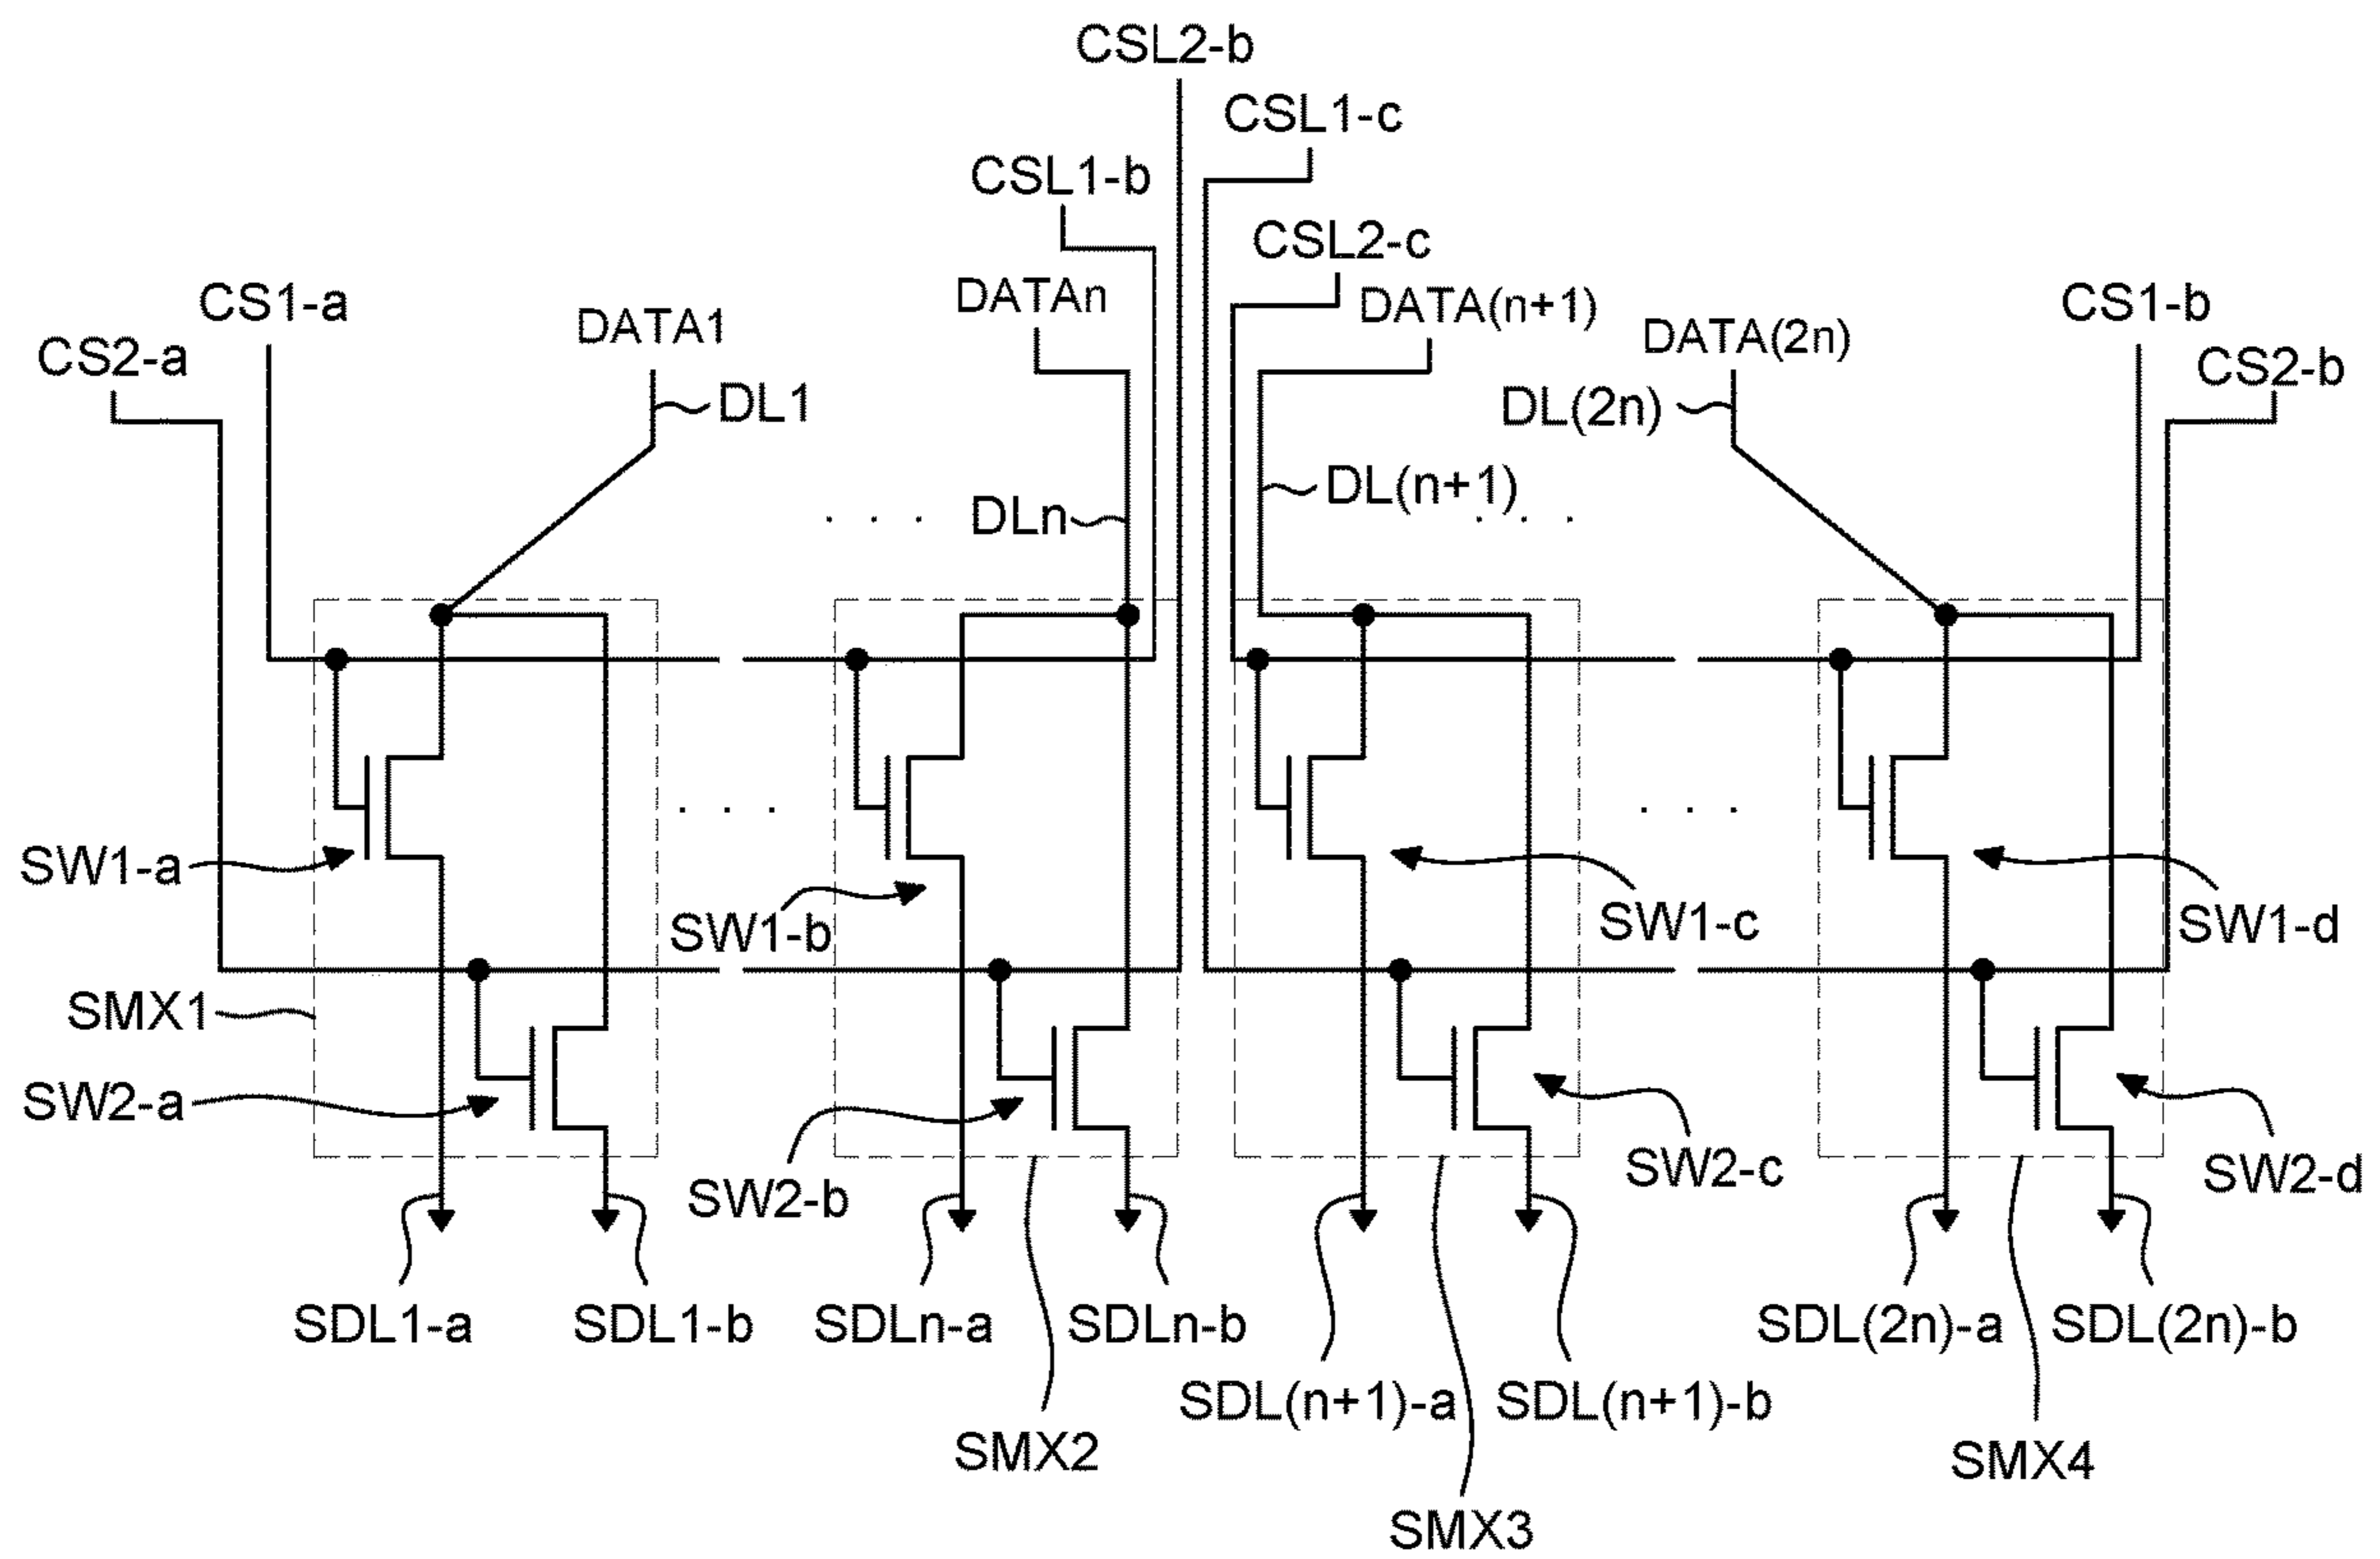 CSL2-b
CSL1-c
CSL1-b
CSL2-c
CS1-a
DATA1
DATAn
DATA(n+1)
DATA(2n)
CS1-b
CS2-a
CS2-b
DL1
DL(2n)
DL(n+1)
. . .
DLn
. . .
. . .
. . .
SW1-a
SW1-b
SW1-c
SW1-d
SMX1
SW2-a
SW2-b
SW2-c
SW2-d
SDL1-a
SDL1-b
SDLn-a
SDLn-b
SDL(2n)-a
SDL(2n)-b
SDL(n+1)-a
SDL(n+1)-b
SMX2
SMX4
SMX3